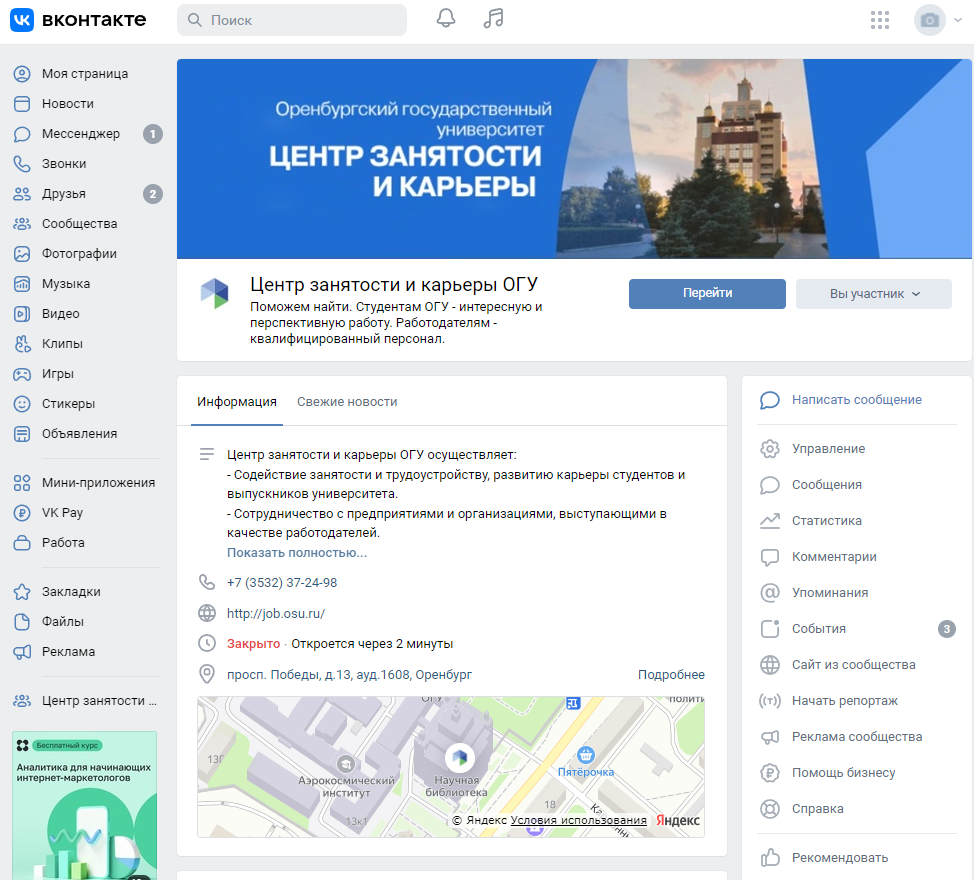 вконтакте
Поиск
Моя страница
Новости
Мессенджер 1
Звонки
Друзья 2
Сообщества
Фотографии
Музыка
Видео
Клипы
Игры
Стикеры
Объявления
Мини-приложения
VK Pay
Работа
Закладки
Файлы
Реклама
Центр занятости ...
Бесплатный курс
Аналитика для начинающих
интернет-маркетологов
Оренбургский государственный
университет
ЦЕНТР ЗАНЯТОСТИ
И КАРЬЕРЫ
Центр занятости и карьеры ОГУ
Поможем найти. Студентам ОГУ - интересную и
перспективную работу. Работодателям -
квалифицированный персонал.
Перейти
Вы участник
Информация
Свежие новости
Центр занятости и карьеры ОГУ осуществляет:
- Содействие занятости и трудоустройству, развитию карьеры студентов и
выпускников университета.
- Сотрудничество с предприятиями и организациями, выступающими в
качестве работодателей.
Показать полностью...
+7 (3532) 37-24-98
http://job.osu.ru/
Закрыто · Откроется через 2 минуты
просп. Победы, д.13, ауд.1608, Оренбург
Подробнее
ОГУ
полити
13Г
Аэрокосмический
институт
Научная
библиотека
Пятёрочка
18
13к1
© Яндекс Условия использования Яндекс
Написать сообщение
Управление
Сообщения
Статистика
Комментарии
Упоминания
События 3
Сайт из сообщества
Начать репортаж
Реклама сообщества
Помощь бизнесу
Справка
Рекомендовать